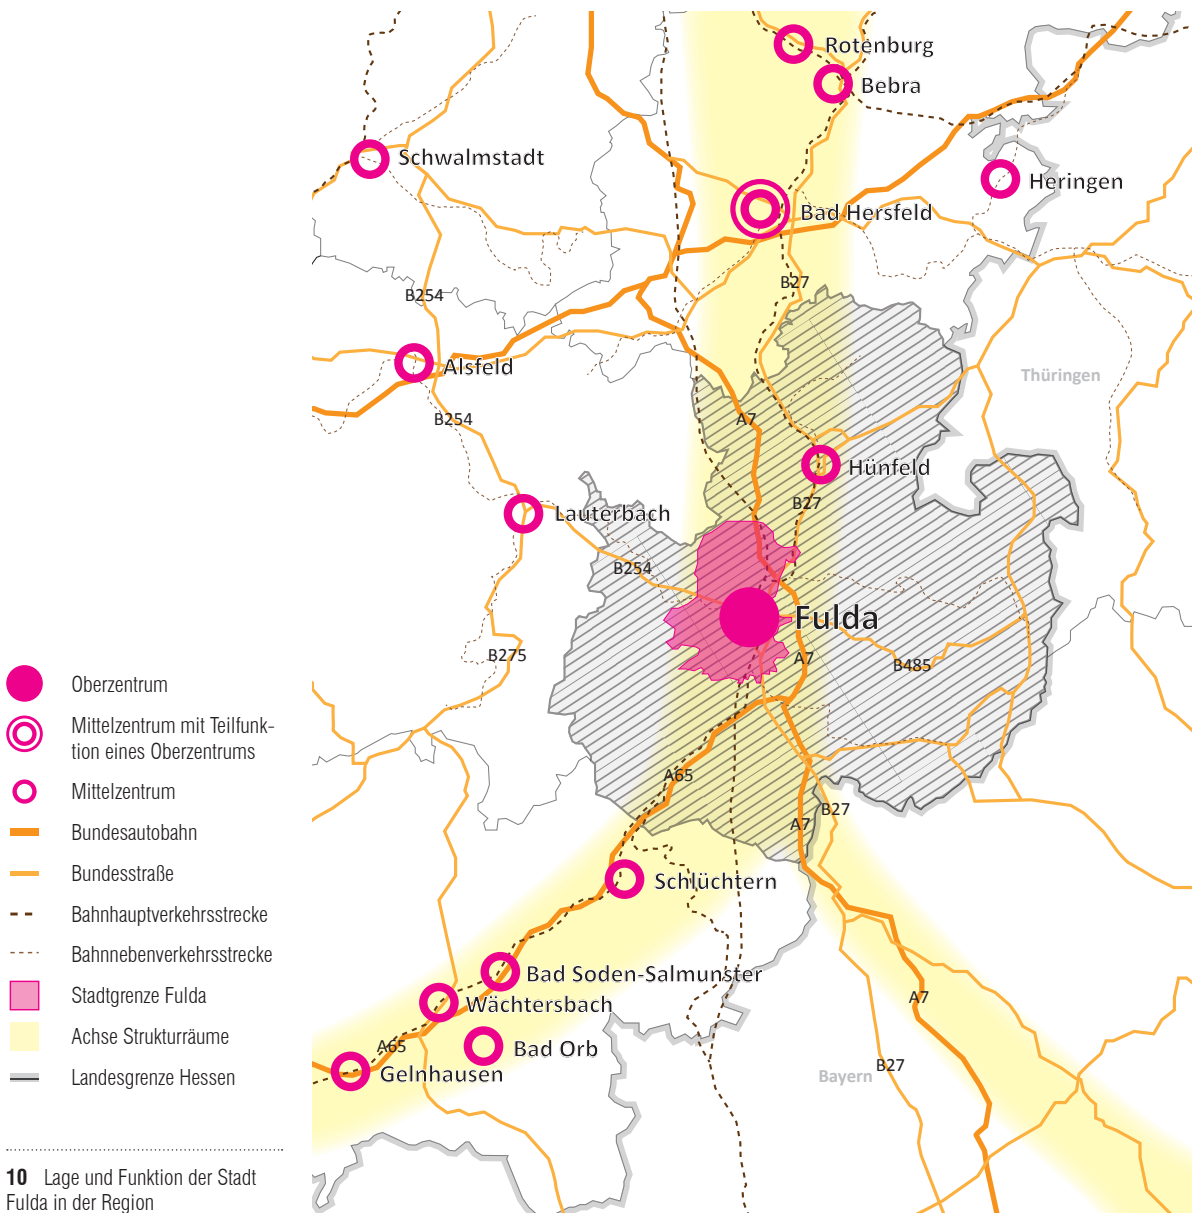 Rotenburg
Bebra
Schwalmstadt
Heringen
Bad Hersfeld
B27
B254
Alsfeld
Thüringen
B254
A7
Hünfeld
B27
Lauterbach
B254
Fulda
A7
B275
B485
A65
B27
A7
Schlüchtern
Bad Soden-Salmunster
Wächtersbach
A7
A65
Bad Orb
Gelnhausen
B27
Bayern
Oberzentrum
Mittelzentrum mit Teilfunk-
tion eines Oberzentrums
Mittelzentrum
Bundesautobahn
Bundesstraße
Bahnhauptverkehrsstrecke
Bahnnebenverkehrsstrecke
Stadtgrenze Fulda
Achse Strukturräume
Landesgrenze Hessen
10 Lage und Funktion der Stadt
Fulda in der Region